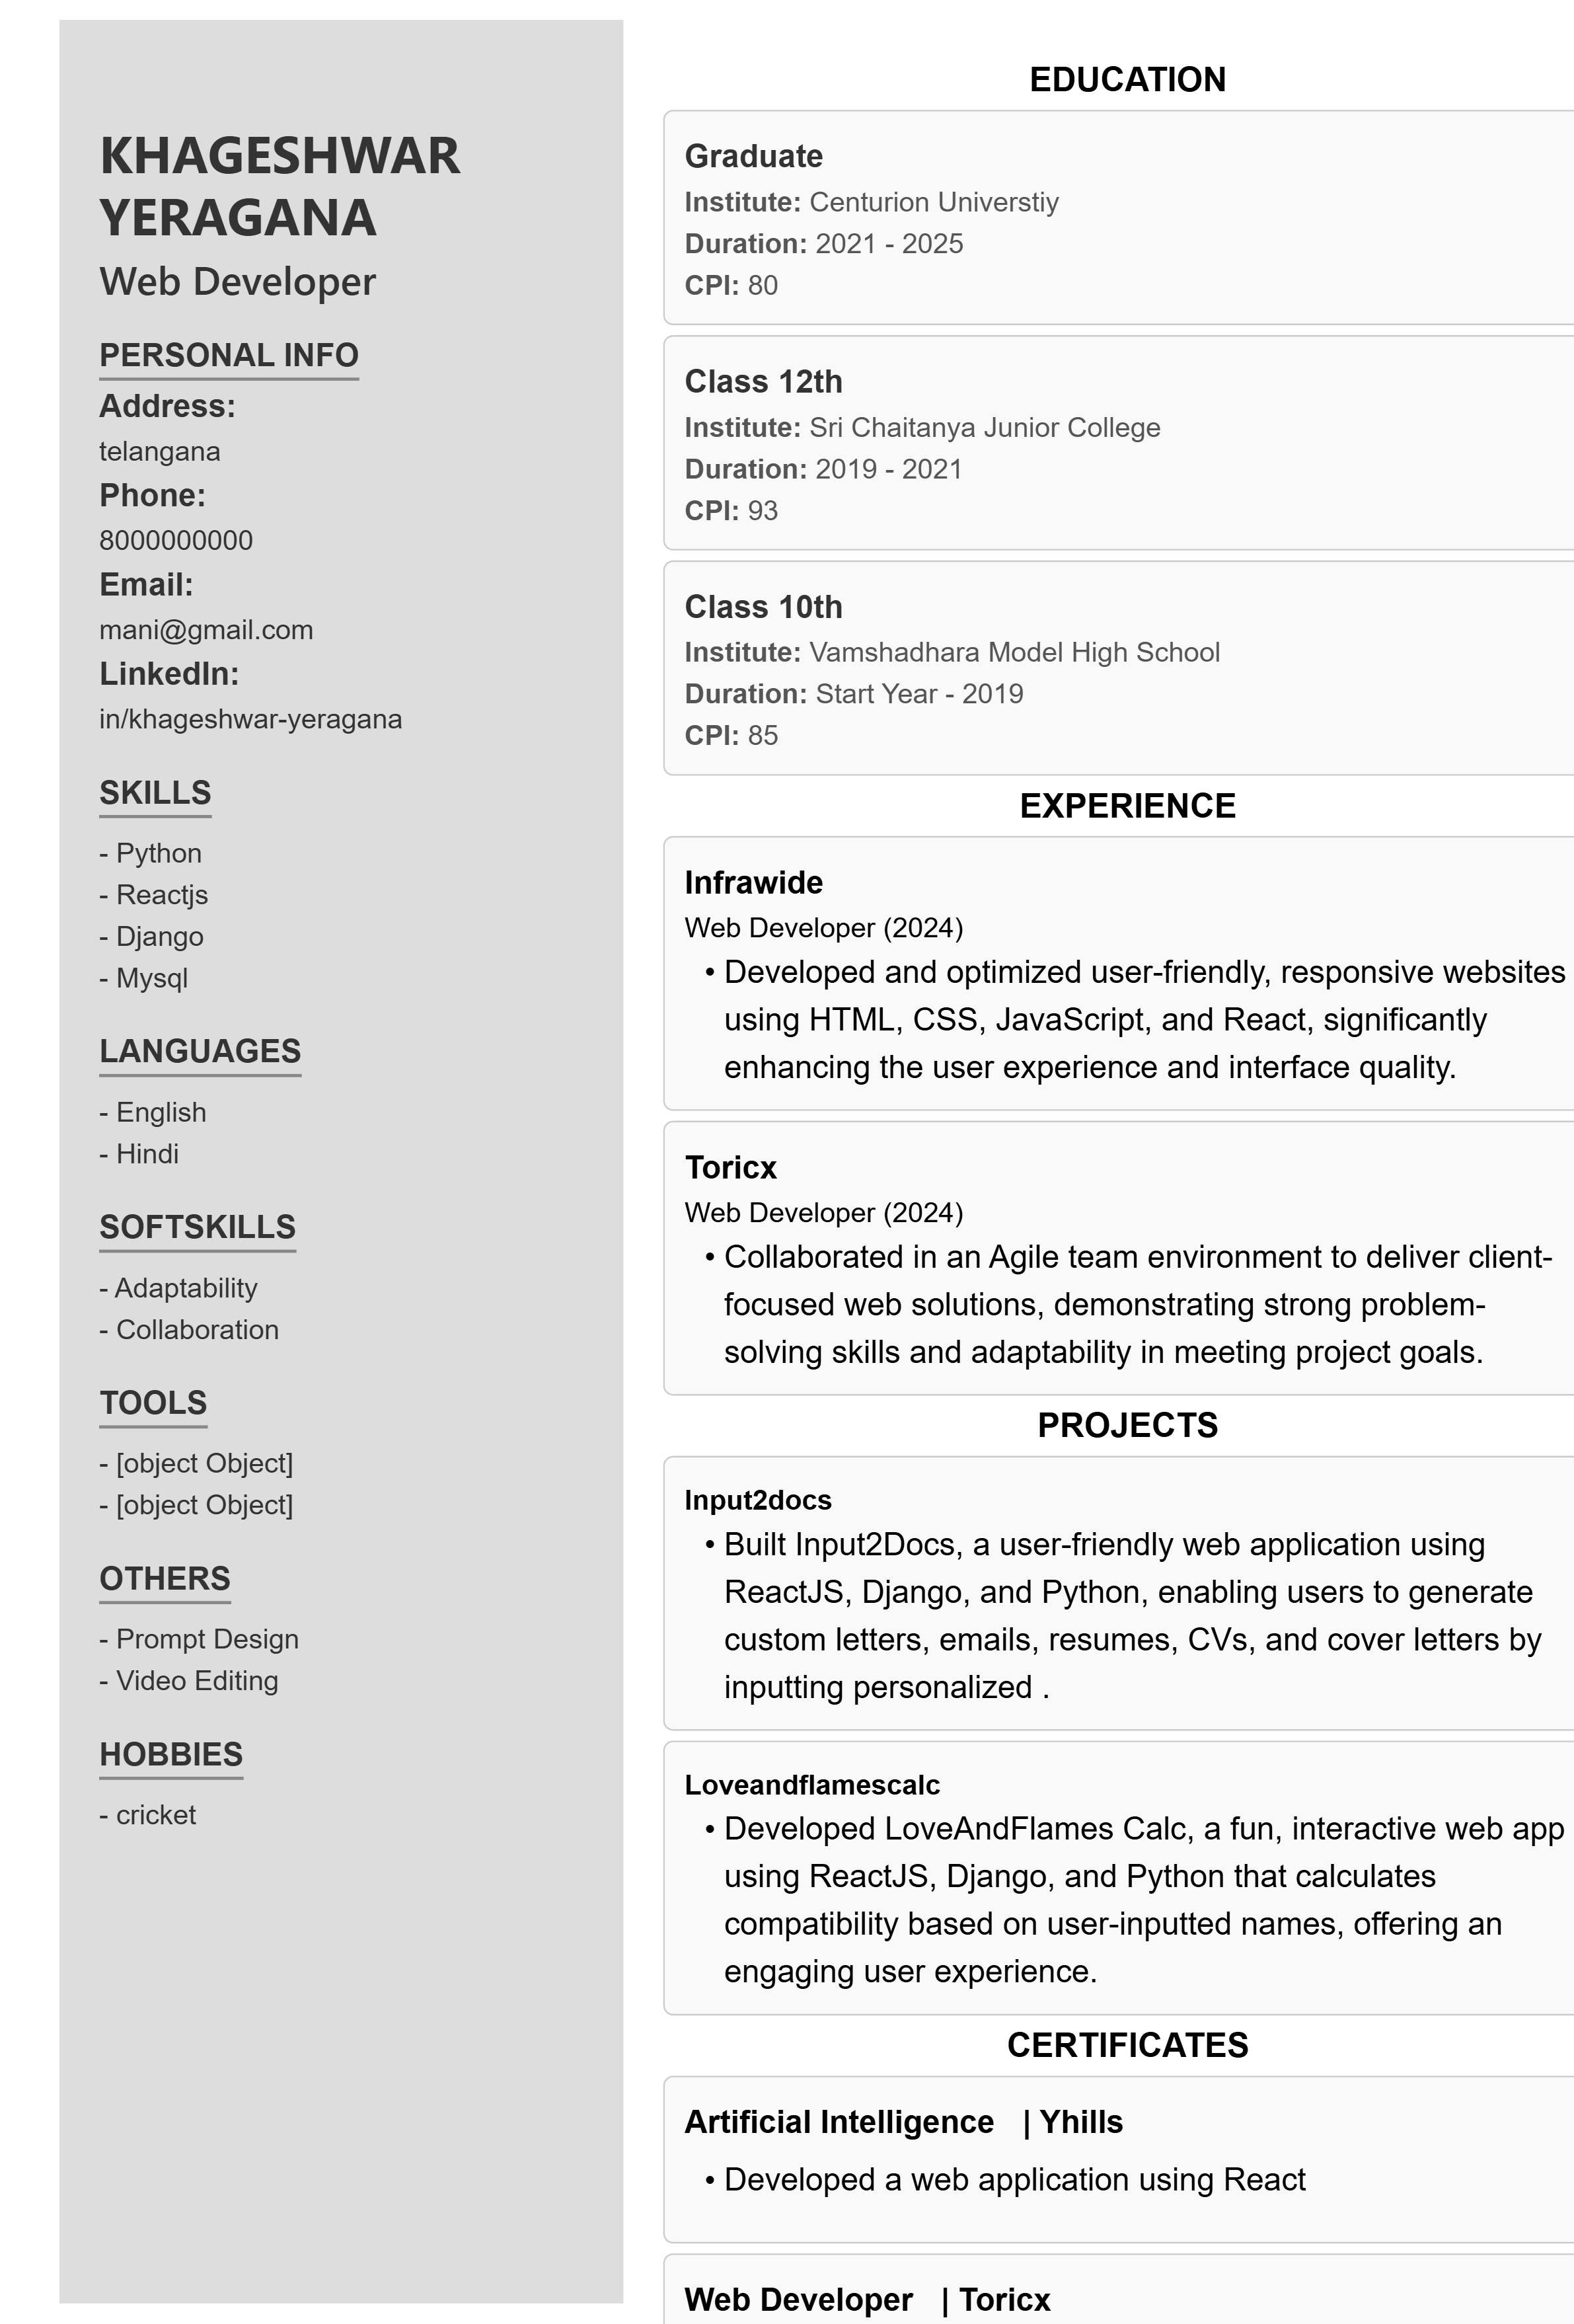 KHAGESHWAR
YERAGANA
Web Developer
PERSONAL INFO
Address:
telangana
Phone:
8000000000
Email:
mani@gmail.com
LinkedIn:
in/khageshwar-yeragana
SKILLS
- Python
- Reactjs
- Django
- Mysql
LANGUAGES
- English
- Hindi
SOFTSKILLS
- Adaptability
- Collaboration
TOOLS
- [object Object]
- [object Object]
OTHERS
- Prompt Design
- Video Editing
HOBBIES
- cricket
EDUCATION
Graduate
Institute: Centurion Universtiy
Duration: 2021 - 2025
CPI: 80
Class 12th
Institute: Sri Chaitanya Junior College
Duration: 2019 - 2021
CPI: 93
Class 10th
Institute: Vamshadhara Model High School
Duration: Start Year - 2019
CPI: 85
EXPERIENCE
Infrawide
Web Developer (2024)
• Developed and optimized user-friendly, responsive websites
using HTML, CSS, JavaScript, and React, significantly
enhancing the user experience and interface quality.
Toricx
Web Developer (2024)
• Collaborated in an Agile team environment to deliver client-
focused web solutions, demonstrating strong problem-
solving skills and adaptability in meeting project goals.
PROJECTS
Input2docs
• Built Input2Docs, a user-friendly web application using
ReactJS, Django, and Python, enabling users to generate
custom letters, emails, resumes, CVs, and cover letters by
inputting personalized .
Loveandflamescalc
• Developed LoveAndFlames Calc, a fun, interactive web app
using ReactJS, Django, and Python that calculates
compatibility based on user-inputted names, offering an
engaging user experience.
CERTIFICATES
Artificial Intelligence | Yhills
• Developed a web application using React
Web Developer | Toricx